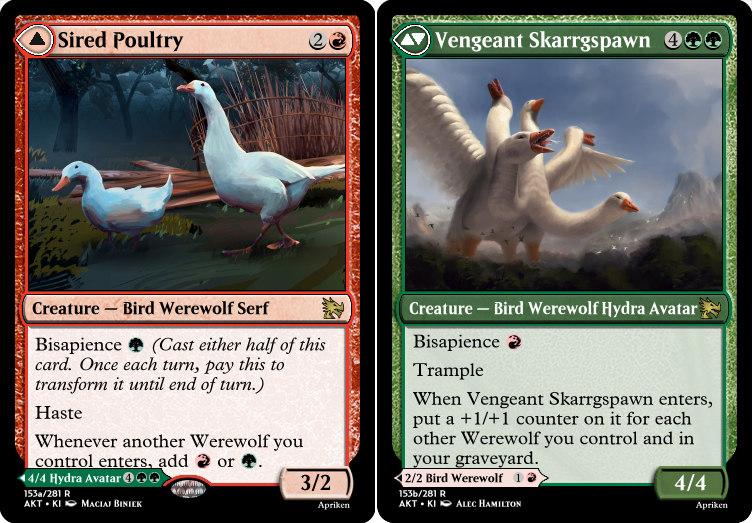 Sired Poultry 2
Creature — Bird Werewolf Serf
Bisapience (Cast either half of this
card. Once each turn, pay this to
transform it until end of turn.)
Haste
Whenever another Werewolf you
control enters, add or .
4/4 Hydra Avatar 4
3/2
153a/281 R
AKT • KI Maciaj Biniek
Apriken
Vengeant Skarrgspawn 4
Creature — Bird Werewolf Hydra Avatar
Bisapience
Trample
When Vengeant Skarrgspawn enters,
put a +1/+1 counter on it for each
other Werewolf you control and in
your graveyard.
2/2 Bird Werewolf 1
4/4
153b/281 R
AKT • KI Alec Hamilton
Apriken